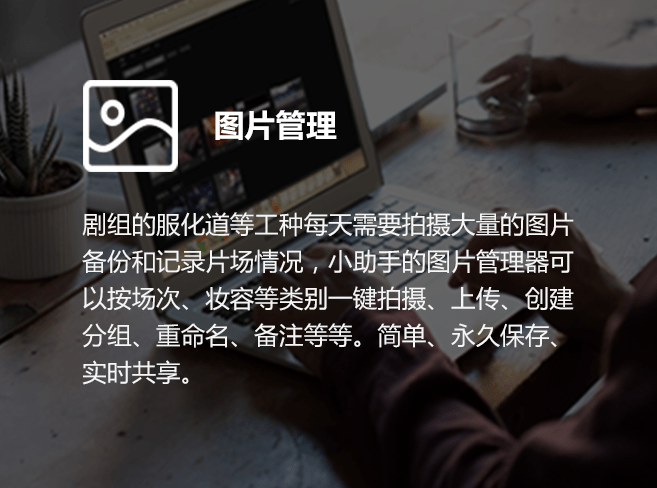 图片管理
剧组的服化道等工种每天需要拍摄大量的图片
备份和记录片场情况，小助手的图片管理器可
以按场次、妆容等类别一键拍摄、上传、创建
分组、重命名、备注等等。简单、永久保存、
实时共享。